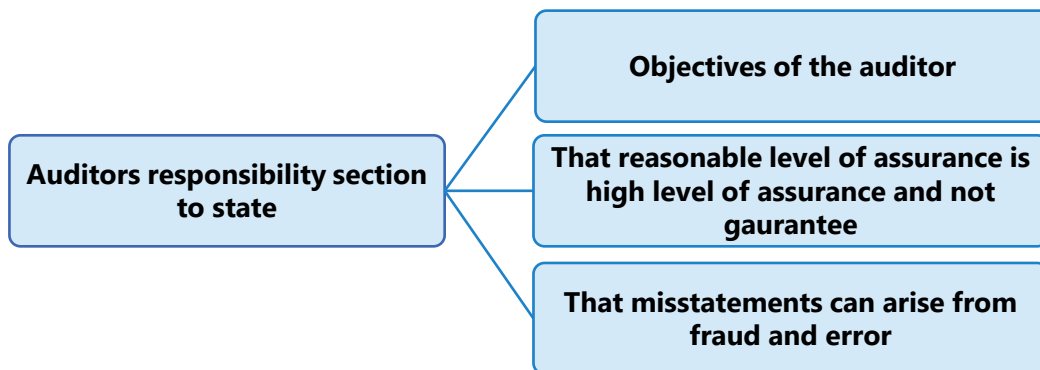 Auditors responsibility section
to state
Objectives of the auditor
That reasonable level of assurance is
high level of assurance and not
gaurantee
That misstatements can arise from
fraud and error